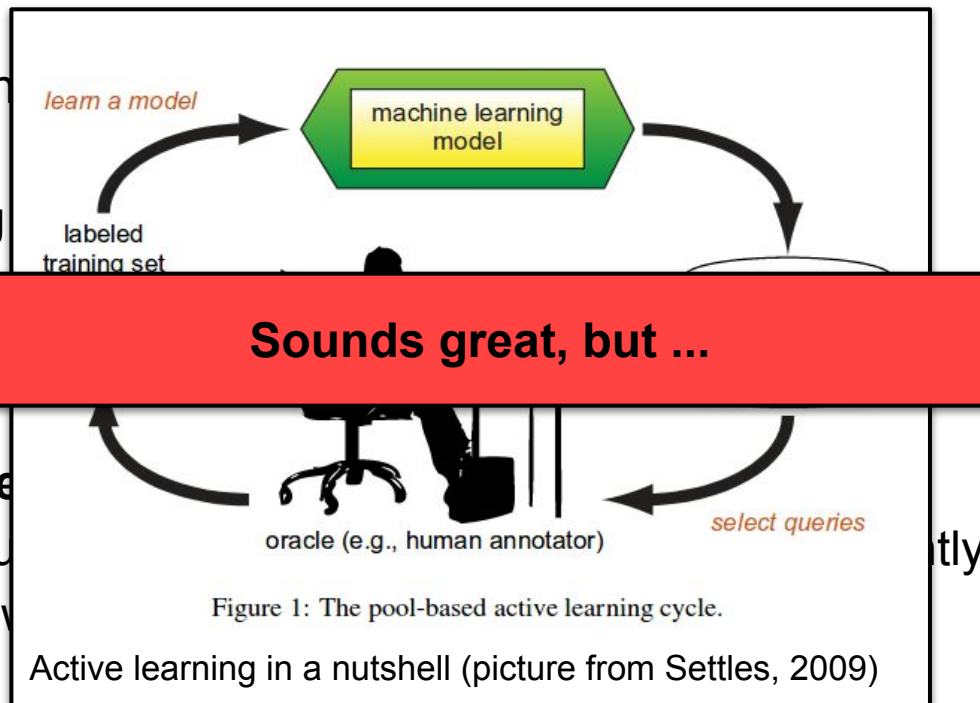 learn a model
machine learning
model
labeled
training set
Sounds great, but ...
select queries
oracle (e.g., human annotator)
tly
Figure 1: The pool-based active learning cycle.
Active learning in a nutshell (picture from Settles, 2009)